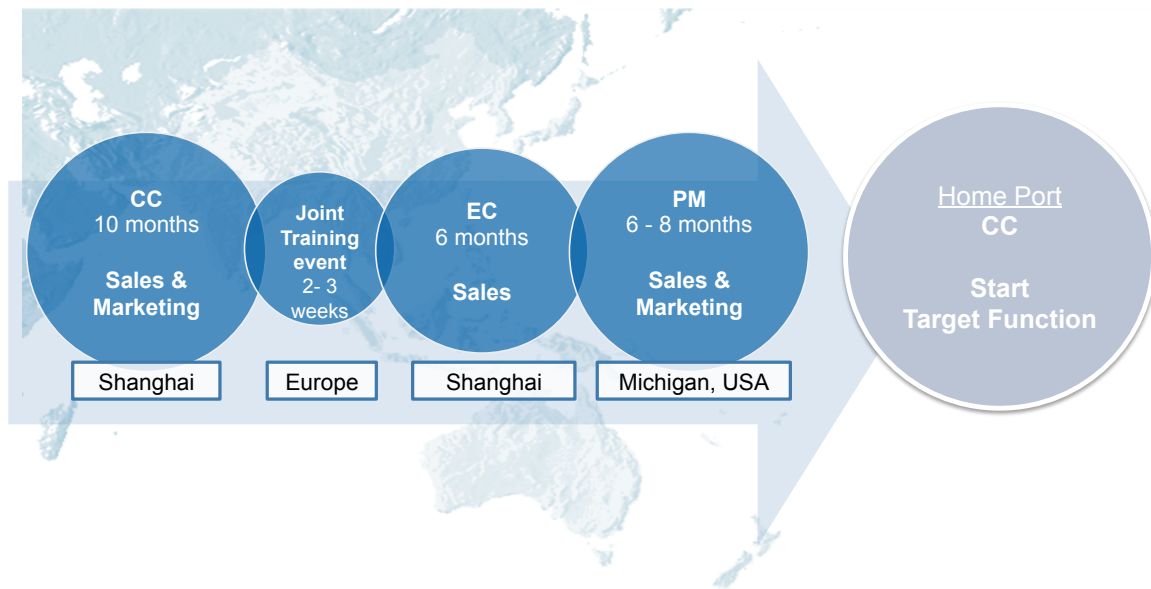 CC
10 months
Sales &
Marketing
Shanghai
Joint
Training
event
2- 3
weeks
Europe
EC
6 months
Sales
Shanghai
PM
6 - 8 months
Sales &
Marketing
Michigan, USA
Home Port
CC
Start
Target Function